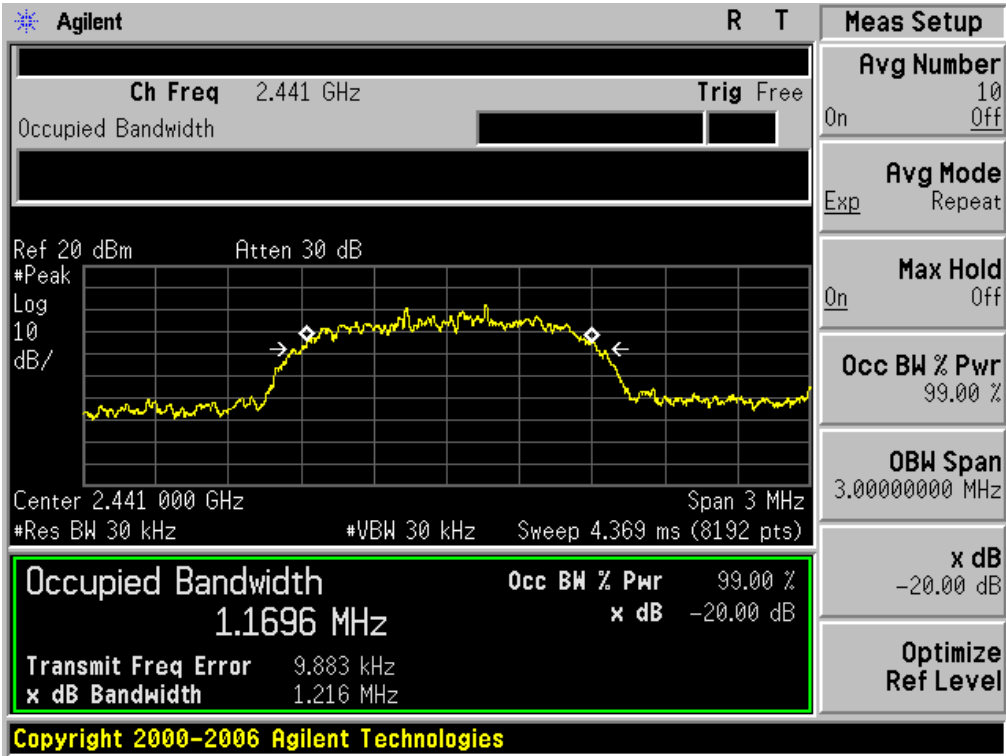 Agilent R T
Ch Freq 2.441 GHz Trig Free
Occupied Bandwidth
Ref 20 dBm Atten 30 dB
#Peak
Log
10
dB/
Center 2.441 000 GHz Span 3 MHz
#Res BW 30 kHz #VBW 30 kHz Sweep 4.369 ms (8192 pts)
Occupied Bandwidth Occ BW % Pwr 99.00 %
1.1696 MHz x dB -20.00 dB
Transmit Freq Error 9.883 kHz
x dB Bandwidth 1.216 MHz
Copyright 2000-2006 Agilent Technologies
Meas Setup
Avg Number
10
On Off
Avg Mode
Exp Repeat
Max Hold
On Off
Occ BW % Pwr
99.00 %
OBW Span
3.00000000 MHz
x dB
-20.00 dB
Optimize
Ref Level